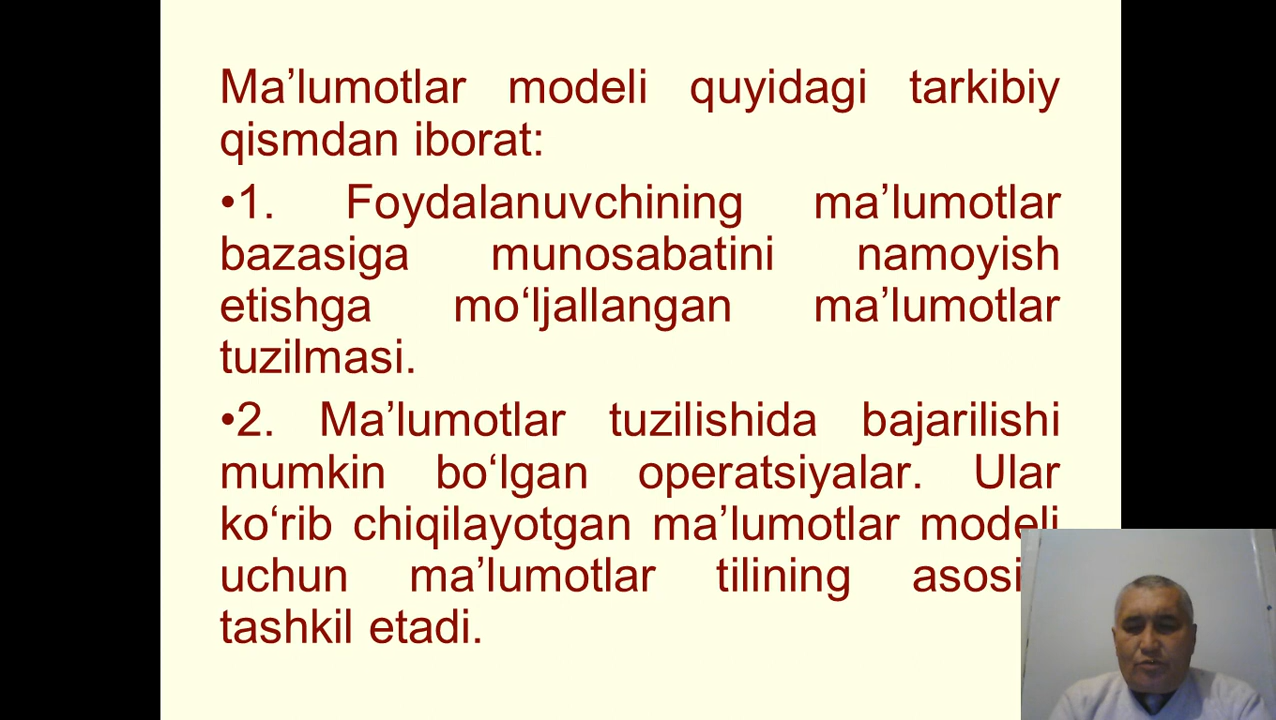 Ma’lumotlar modeli quyidagi tarkibiy
qismdan iborat:
•1. Foydalanuvchining ma’lumotlar
bazasiga munosabatini namoyish
etishga mo‘ljallangan ma’lumotlar
tuzilmasi.
•2. Ma’lumotlar tuzilishida bajarilishi
mumkin bo‘lgan operatsiyalar. Ular
ko‘rib chiqilayotgan ma’lumotlar modeli
uchun ma’lumotlar tilining
tashkil etadi.